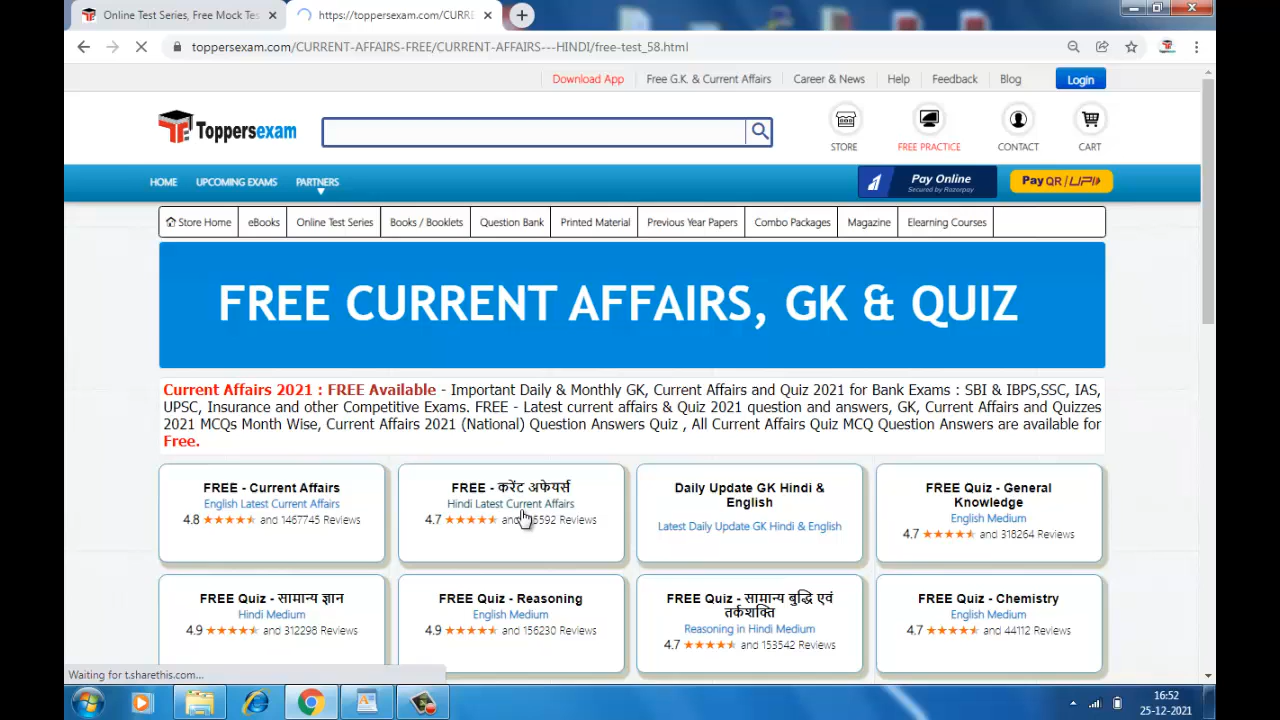 Online Test Series, Free Mock Tes
https://toppersexam.com/CURRE
toppersexam.com/CURRENT-AFFAIRS-FREE/CURRENT-AFFAIRS---HINDI/free-test_58.html
Download App Free G.K. & Current Affairs Career & News Help Feedback Blog Login
Toppersexam
STORE FREE PRACTICE CONTACT CART
HOME UPCOMING EXAMS PARTNERS
Pay Online
Secured by Razorpay
Pay QR / UPI
Store Home eBooks Online Test Series Books / Booklets Question Bank Printed Material Previous Year Papers Combo Packages Magazine Elearning Courses
FREE CURRENT AFFAIRS, GK & QUIZ
Current Affairs 2021 : FREE Available - Important Daily & Monthly GK, Current Affairs and Quiz 2021 for Bank Exams : SBI & IBPS,SSC, IAS,
UPSC, Insurance and other Competitive Exams. FREE - Latest current affairs & Quiz 2021 question and answers, GK, Current Affairs and Quizzes
2021 MCQs Month Wise, Current Affairs 2021 (National) Question Answers Quiz , All Current Affairs Quiz MCQ Question Answers are available for
Free.
FREE - Current Affairs
English Latest Current Affairs
4.8 and 1467745 Reviews
FREE - करेंट अफेयर्स
Hindi Latest Current Affairs
4.7 5592 Reviews
Daily Update GK Hindi &
English
Latest Daily Update GK Hindi & English
FREE Quiz - General
Knowledge
English Medium
4.7 and 318264 Reviews
FREE Quiz - सामान्य ज्ञान
Hindi Medium
4.9 and 312298 Reviews
FREE Quiz - Reasoning
English Medium
4.9 and 156230 Reviews
FREE Quiz - सामान्य बुद्धि एवं
तर्कशक्ति
Reasoning in Hindi Medium
4.7 and 153542 Reviews
FREE Quiz - Chemistry
English Medium
4.7 and 44112 Reviews
Waiting for t.sharethis.com...
16:52
25-12-2021